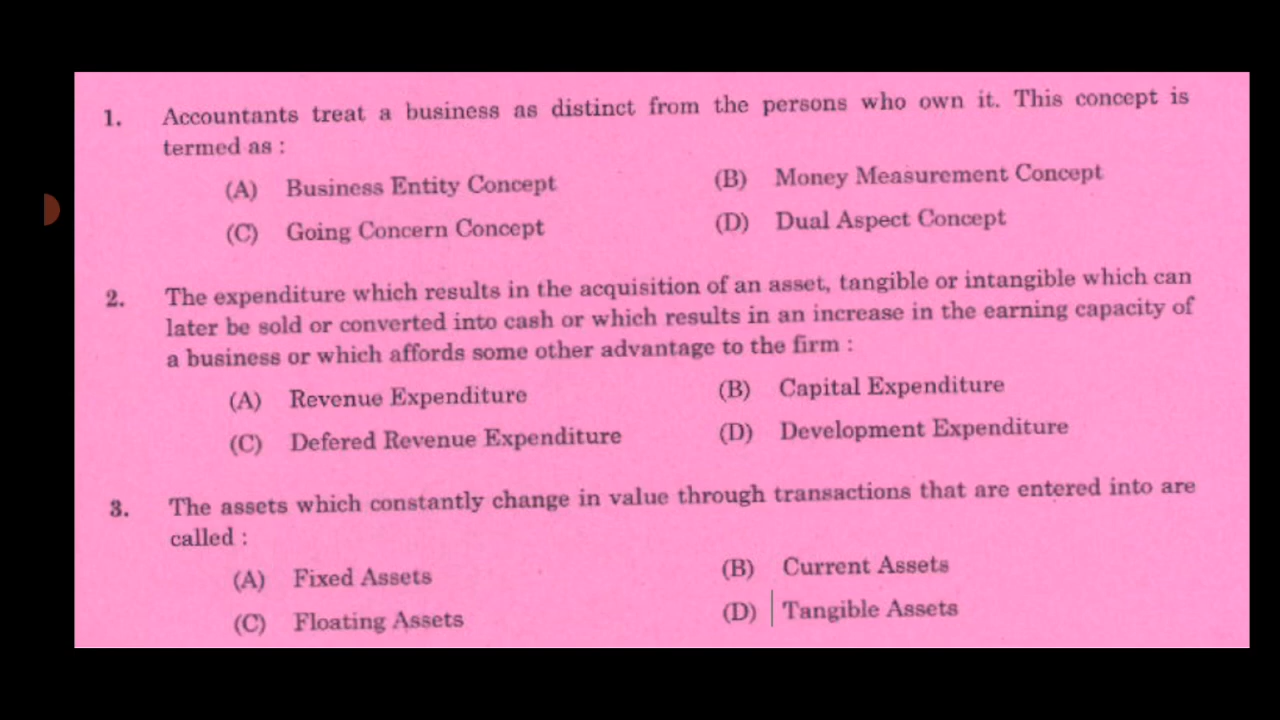 1. Accountants treat a business as distinct from the persons who own it. This concept is
termed as :
(A) Business Entity Concept (B) Money Measurement Concept
(C) Going Concern Concept (D) Dual Aspect Concept
2. The expenditure which results in the acquisition of an asset, tangible or intangible which can
later be sold or converted into cash or which results in an increase in the earning capacity of
a business or which affords some other advantage to the firm :
(A) Revenue Expenditure (B) Capital Expenditure
(C) Defered Revenue Expenditure (D) Development Expenditure
3. The assets which constantly change in value through transactions that are entered into are
called :
(A) Fixed Assets (B) Current Assets
(C) Floating Assets (D) Tangible Assets